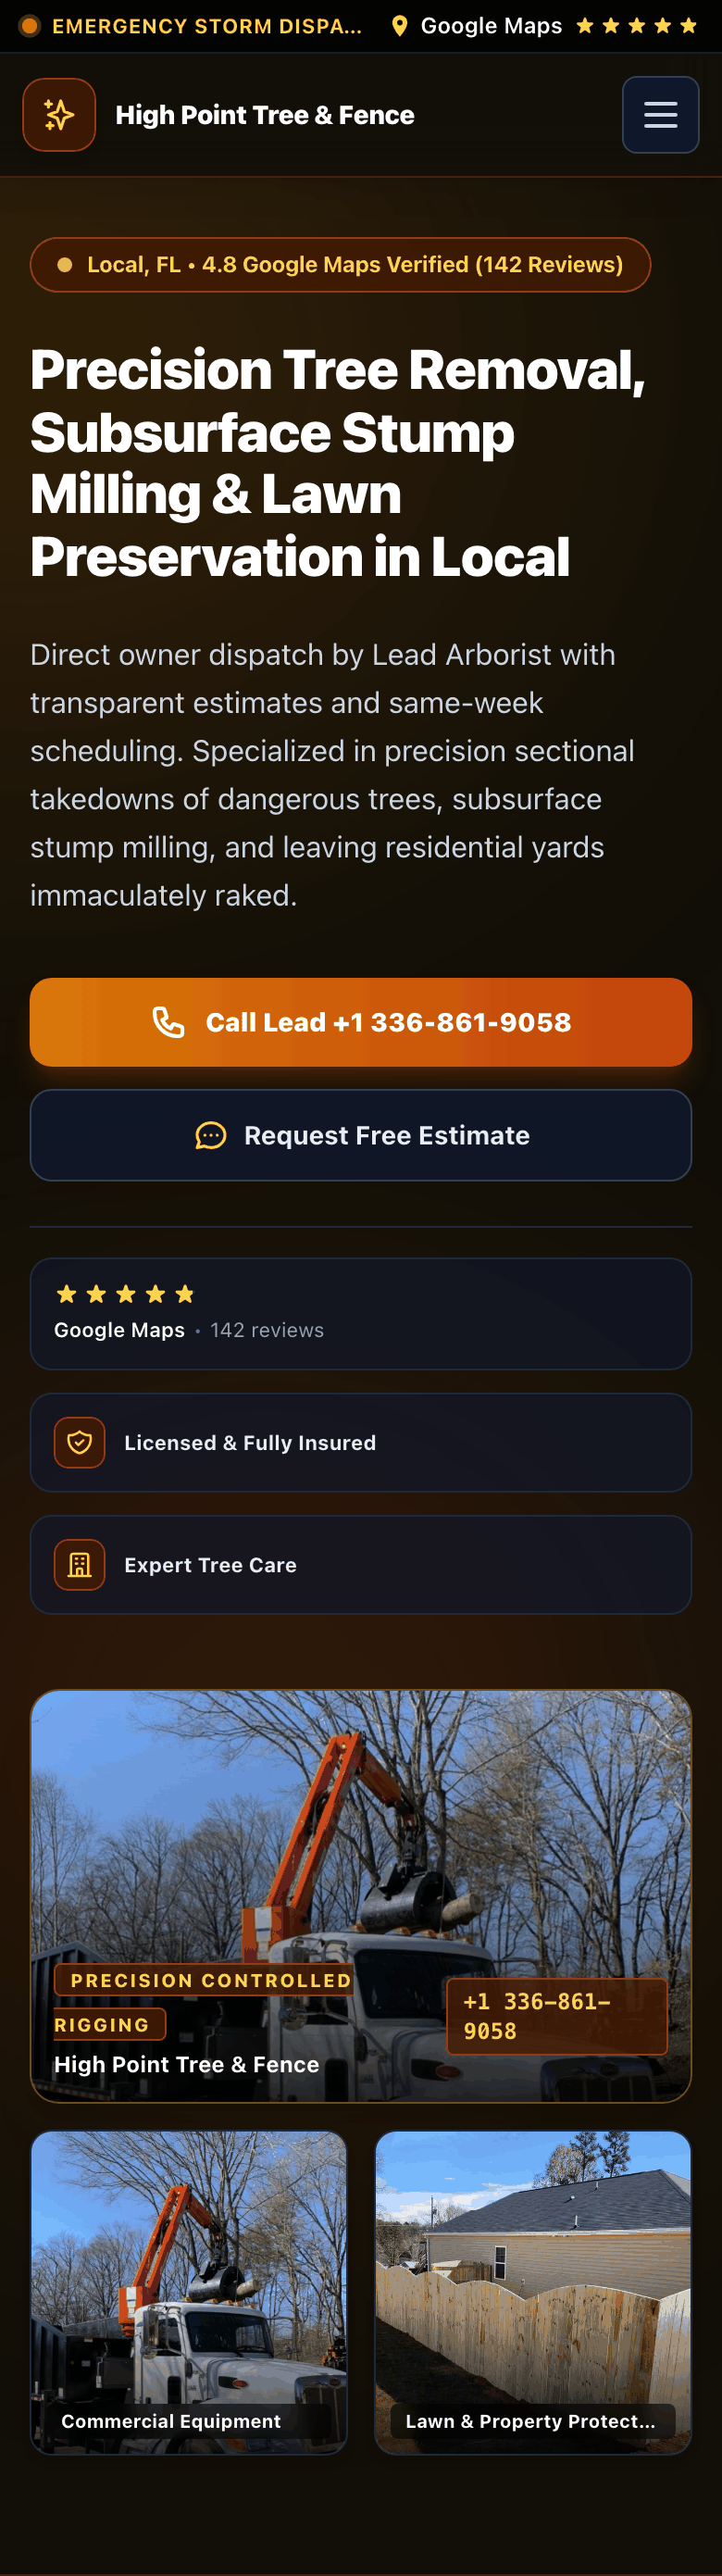 EMERGENCY STORM DISPA... Google Maps
High Point Tree & Fence
Local, FL • 4.8 Google Maps Verified (142 Reviews)
Precision Tree Removal,
Subsurface Stump
Milling & Lawn
Preservation in Local
Direct owner dispatch by Lead Arborist with
transparent estimates and same-week
scheduling. Specialized in precision sectional
takedowns of dangerous trees, subsurface
stump milling, and leaving residential yards
immaculately raked.
Call Lead +1 336-861-9058
Request Free Estimate
Google Maps • 142 reviews
Licensed & Fully Insured
Expert Tree Care
PRECISION CONTROLLED
RIGGING
High Point Tree & Fence
+1 336-861-
9058
Commercial Equipment
Lawn & Property Protect...